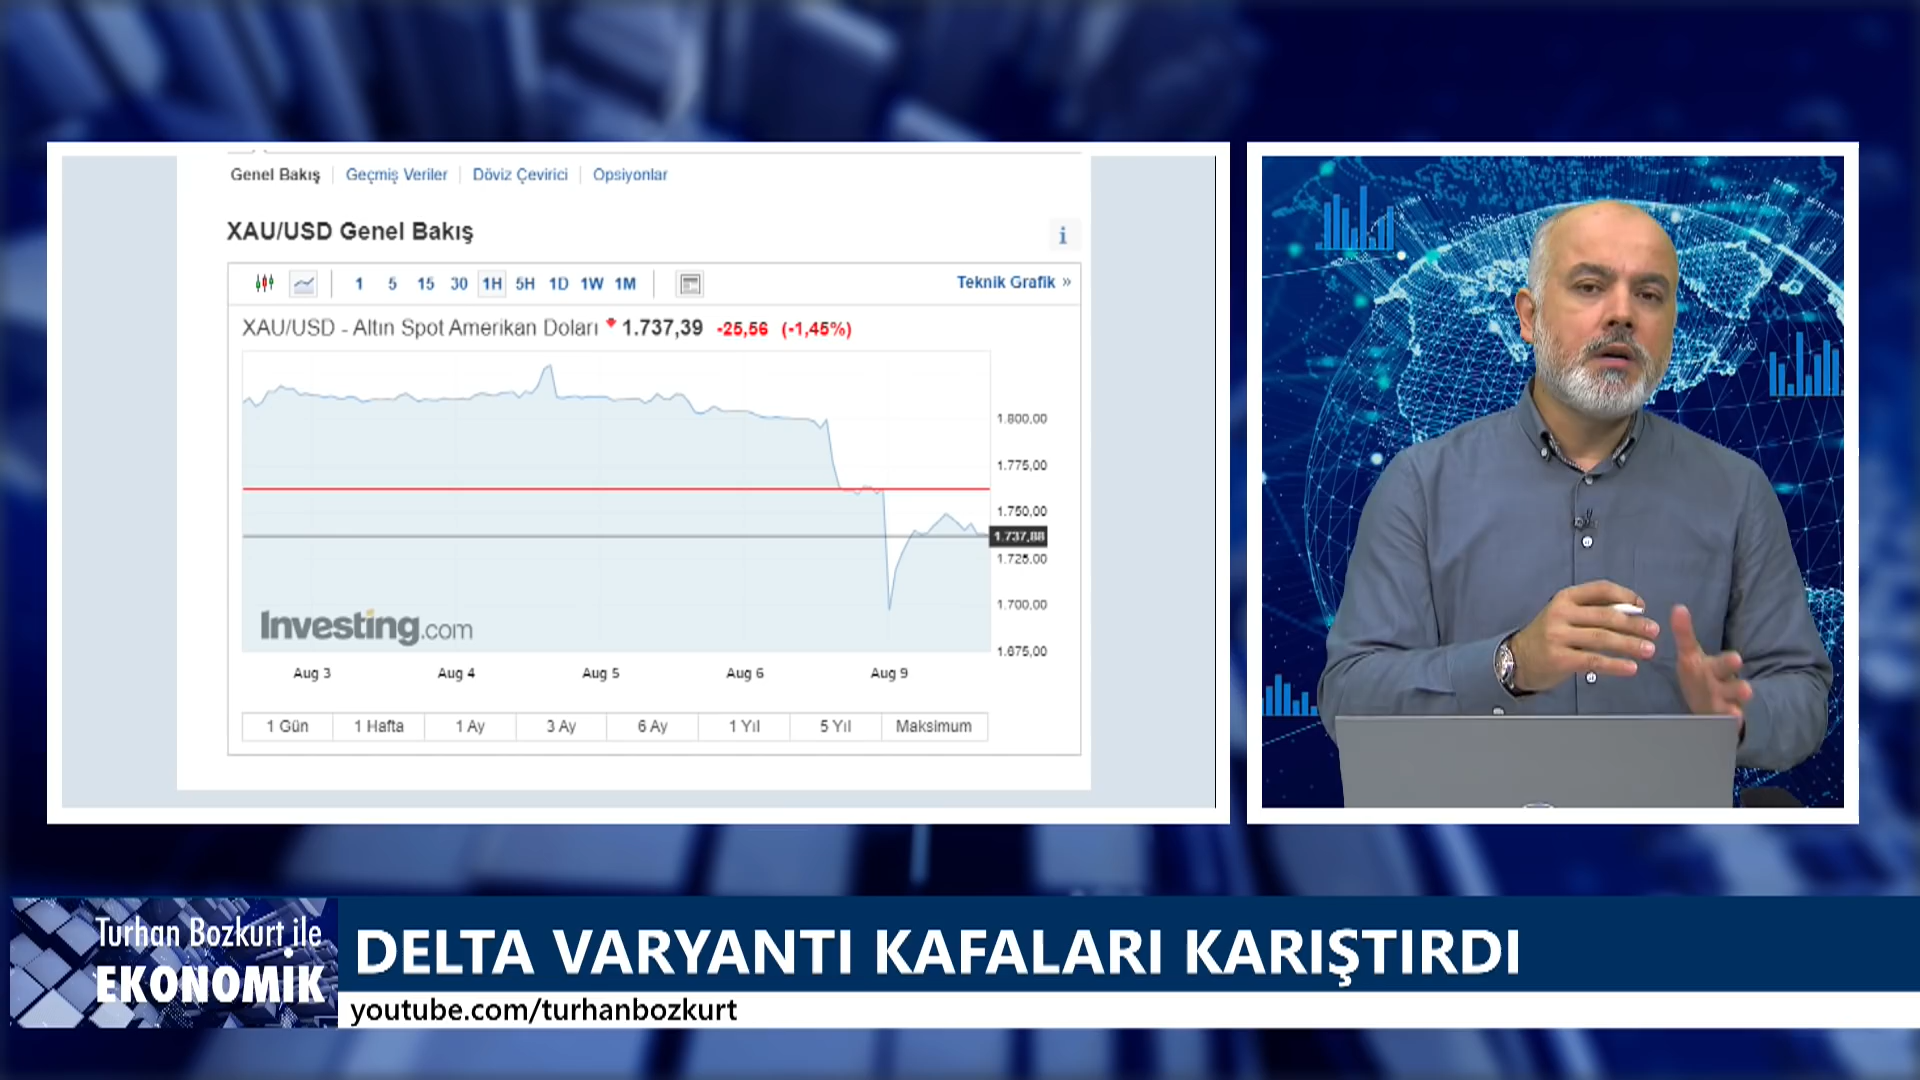 Genel Bakış Geçmiş Veriler Döviz Çevirici Opsiyonlar
XAU/USD Genel Bakış
i
1 5 15 30 1H 5H 1D 1W 1M Teknik Grafik »
XAU/USD - Altın Spot Amerikan Doları 1.737,39 -25,56 (-1,45%)
1.800,00
1.775,00
1.750,00
1.737,88
1.725,00
1.700,00
1.675,00
Investing.com
Aug 3 Aug 4 Aug 5 Aug 6 Aug 9
1 Gün 1 Hafta 1 Ay 3 Ay 6 Ay 1 Yıl 5 Yıl Maksimum
Turhan Bozkurt ile
EKONOMİK
DELTA VARYANTI KAFALARI KARIŞTIRDI
youtube.com/turhanbozkurt